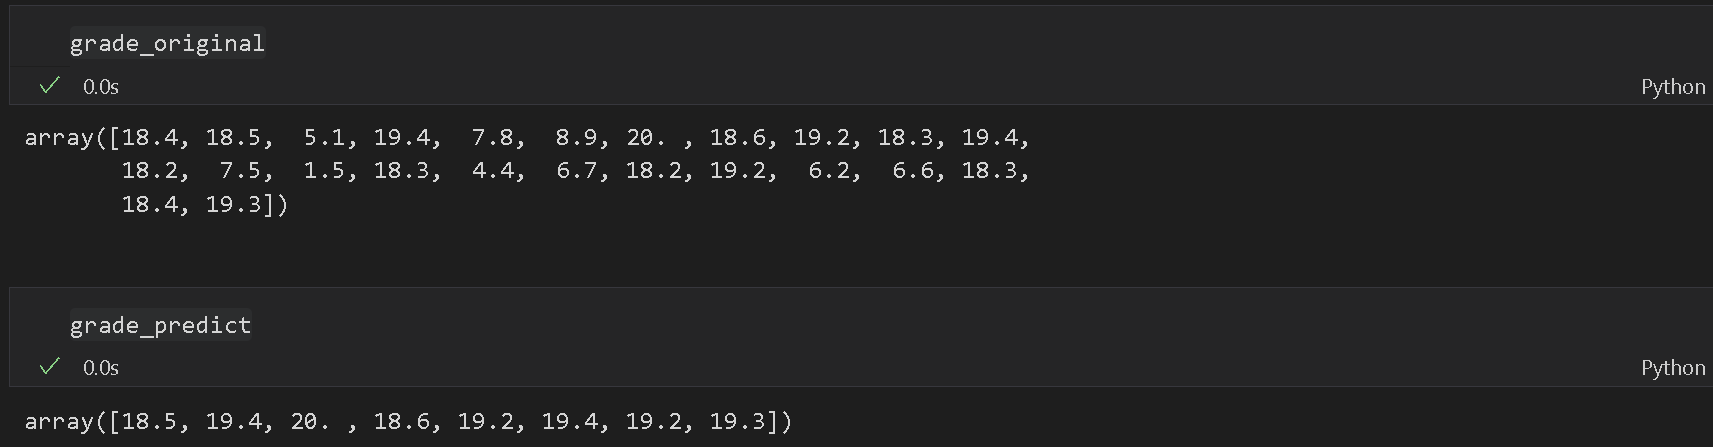 grade_original
0.0s
Python
array([18.4, 18.5,  5.1, 19.4,  7.8,  8.9, 20. , 18.6, 19.2, 18.3, 19.4,
       18.2,  7.5,  1.5, 18.3,  4.4,  6.7, 18.2, 19.2,  6.2,  6.6, 18.3,
       18.4, 19.3])
grade_predict
0.0s
Python
array([18.5, 19.4, 20. , 18.6, 19.2, 19.4, 19.2, 19.3])